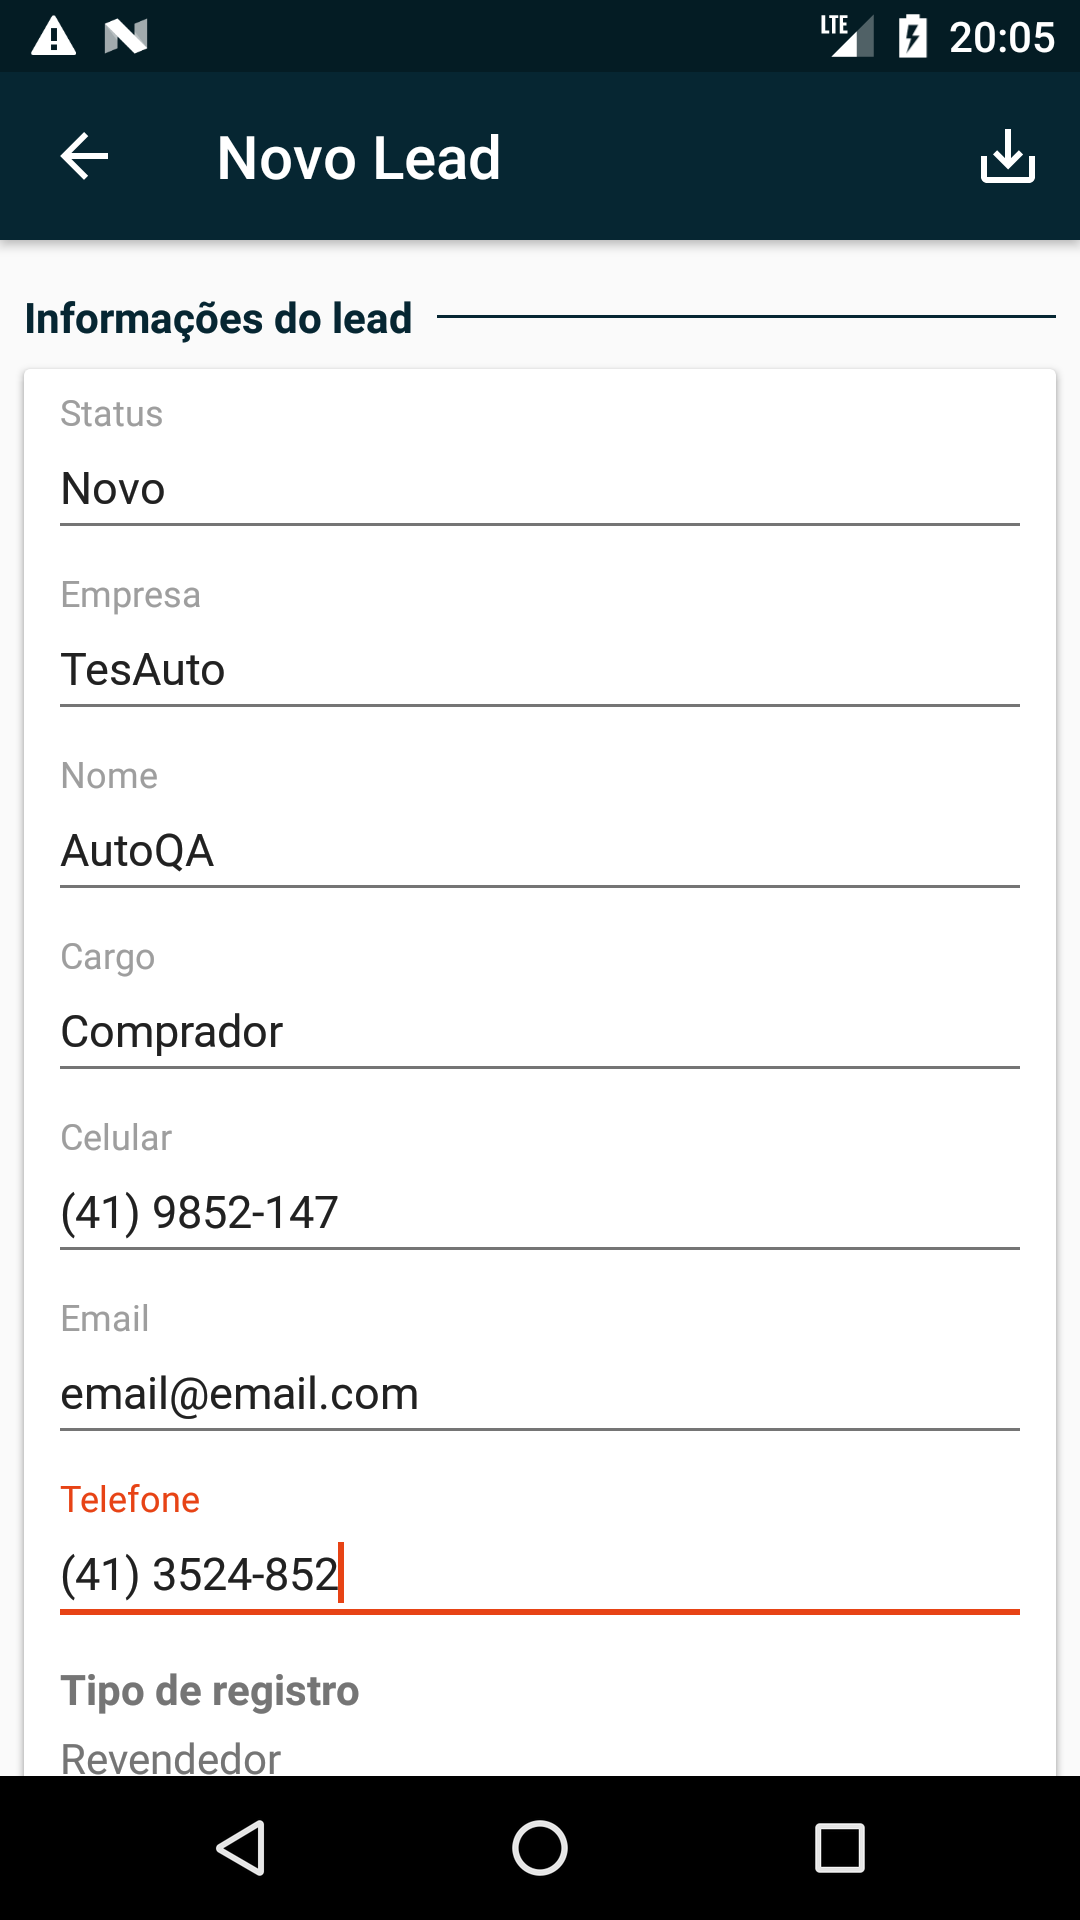 LTE 20:05
Novo Lead
Informações do lead
Status
Novo
Empresa
TesAuto
Nome
AutoQA
Cargo
Comprador
Celular
(41) 9852-147
Email
email@email.com
Telefone
(41) 3524-852
Tipo de registro
Revendedor